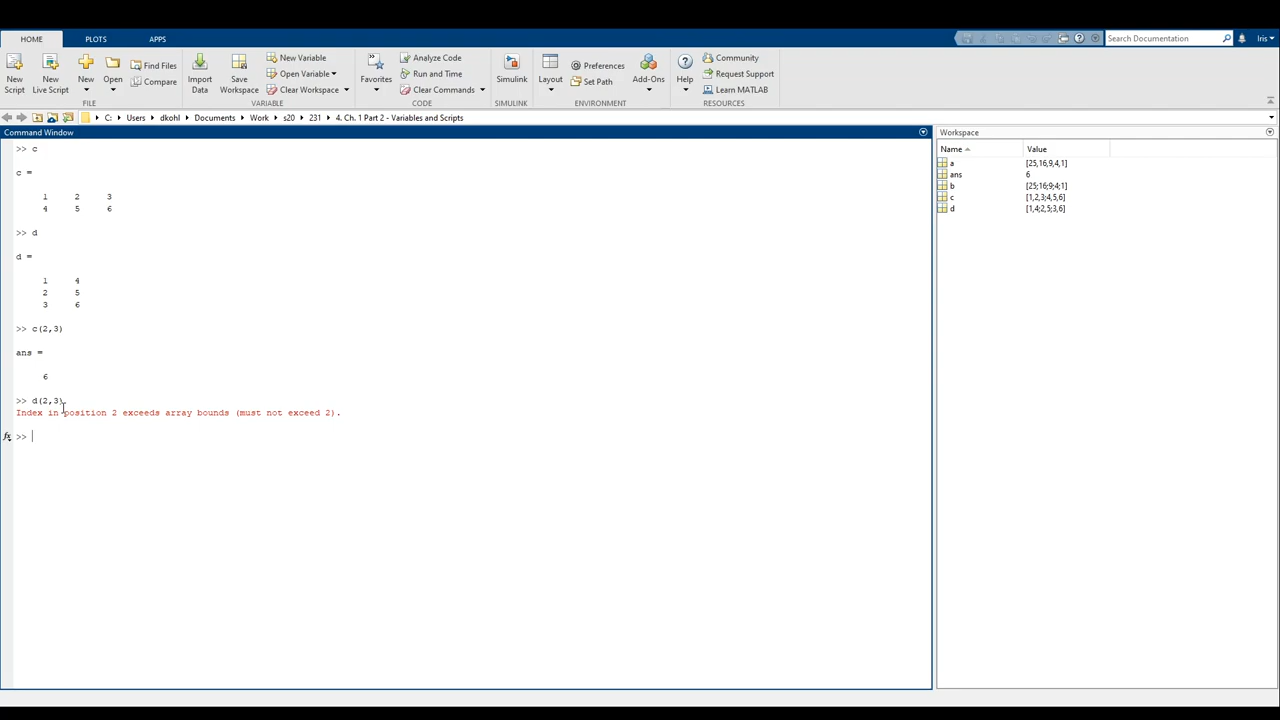 HOME PLOTS APPS
Search Documentation Iris
New Script
New Live Script
New
Open
Find Files
Compare
FILE
Import Data
Save Workspace
New Variable
Open Variable
Clear Workspace
VARIABLE
Favorites
Analyze Code
Run and Time
Clear Commands
CODE
Simulink
SIMULINK
Layout
Preferences
Set Path
Add-Ons
ENVIRONMENT
Help
Community
Request Support
Learn MATLAB
RESOURCES
C: Users dkohl Documents Work s20 231 4. Ch. 1 Part 2 - Variables and Scripts
Command Window
>> c
c =
1 2 3
4 5 6
>> d
d =
1 4
2 5
3 6
>> c(2,3)
ans =
6
>> d(2,3)
Index in position 2 exceeds array bounds (must not exceed 2).
fx >>
Workspace
Name Value
a [25,16,9,4,1]
ans 6
b [25;16;9;4;1]
c [1,2,3;4,5,6]
d [1,4;2,5;3,6]